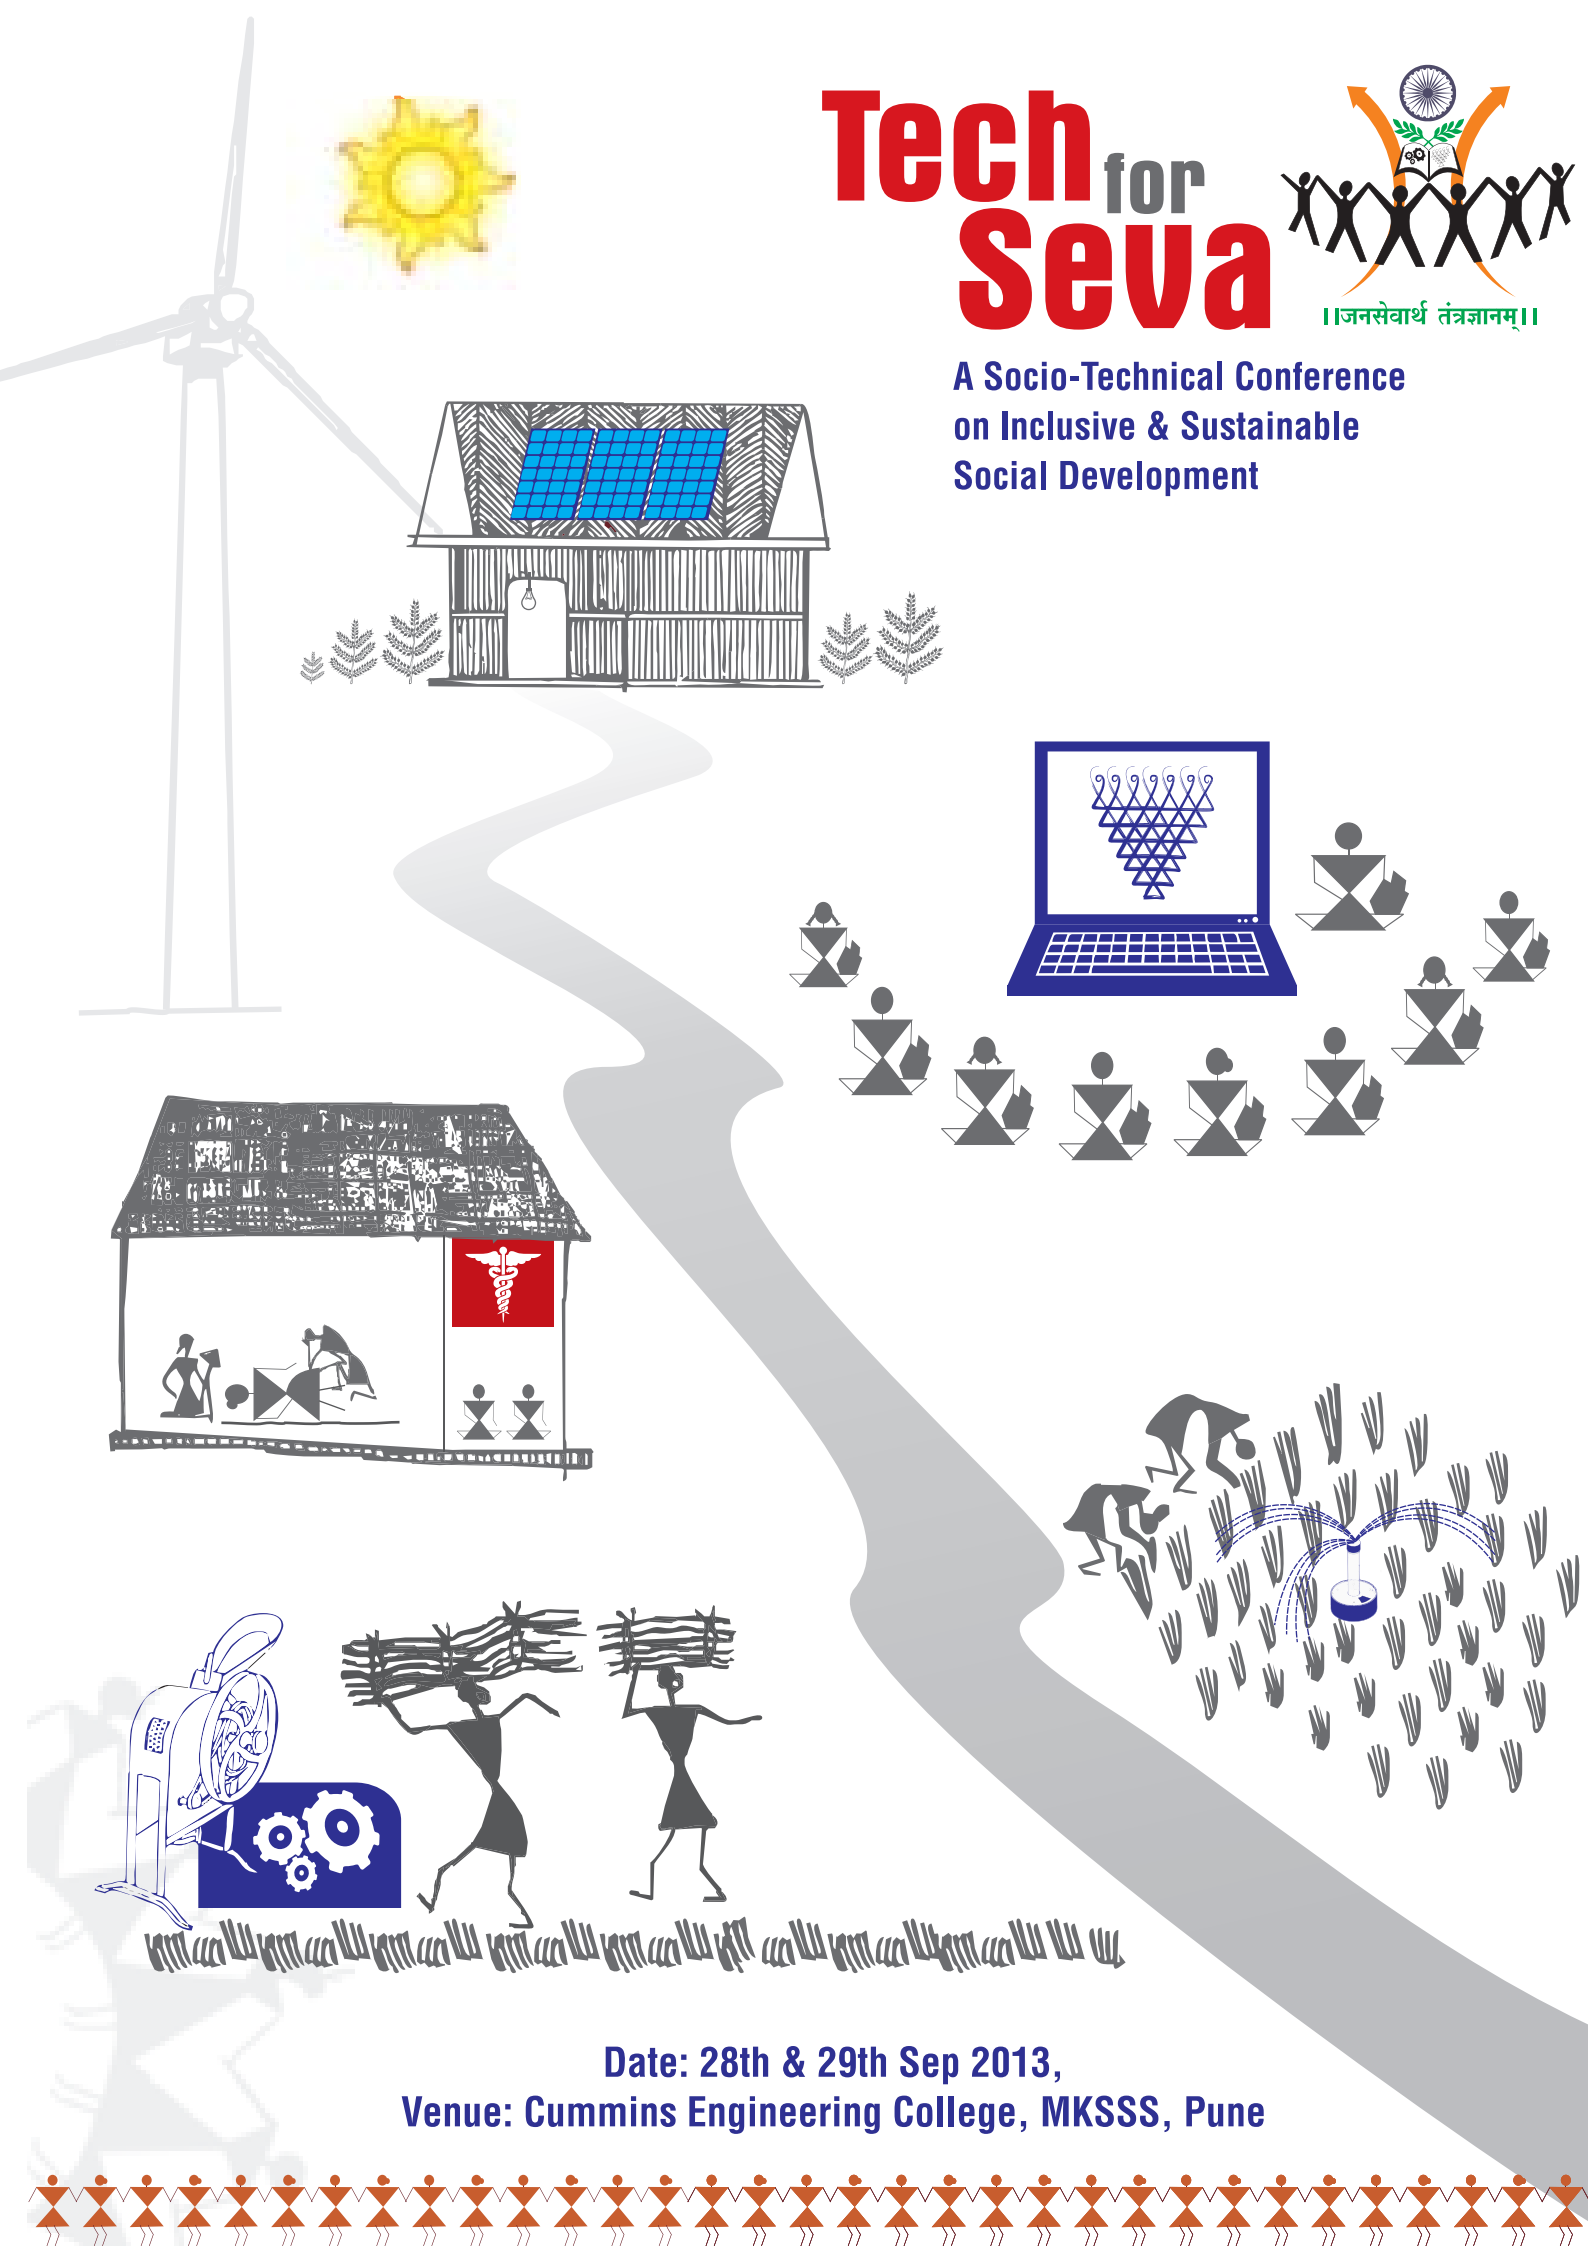 Tech for
Seva
।।जनसेवार्थ तंत्रज्ञानम्।।
A Socio-Technical Conference
on Inclusive & Sustainable
Social Development
Date: 28th & 29th Sep 2013,
Venue: Cummins Engineering College, MKSSS, Pune